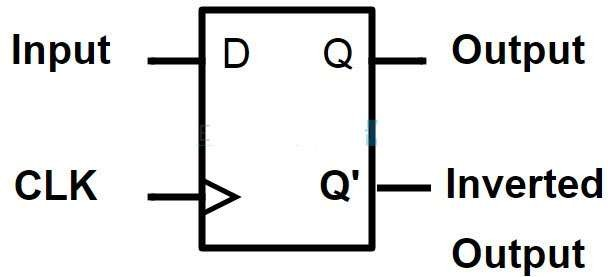 Input D Q Output
CLK Q' Inverted
Output